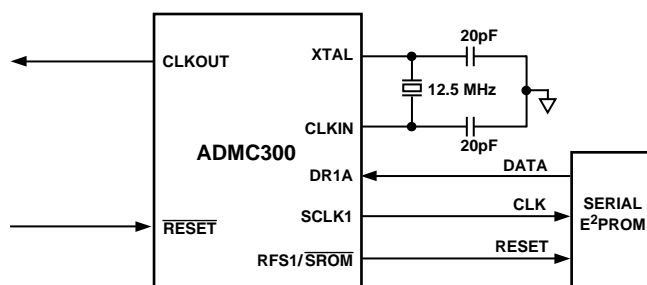 XTAL
20pF
CLKOUT
12.5 MHz
CLKIN
ADMC300
20pF
DR1A
DATA
SCLK1
CLK
SERIAL
E²PROM
RESET
RFS1/SROM
RESET